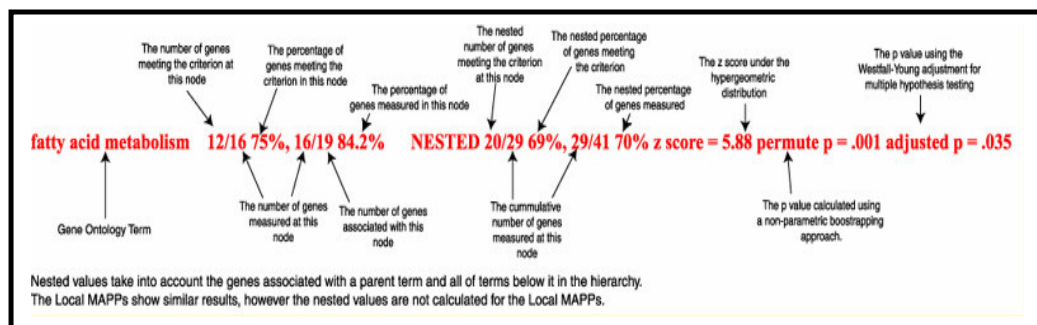 The number of genes
meeting the criterion at
this node
The percentage of
genes meeting the
criterion in this node
The percentage of
genes measured in this node
The nested
number of genes
meeting the criterion
at this node
The nested percentage
of genes meeting
the criterion
The nested percentage
of genes measured
The z score under the
hypergeometric
distribution
The p value using the
Westfall-Young adjustment for
multiple hypothesis testing
fatty acid metabolism 12/16 75%, 16/19 84.2% NESTED 20/29 69%, 29/41 70% z score = 5.88 permute p = .001 adjusted p = .035
Gene Ontology Term
The number of genes
measured at this
node
The number of genes
associated with this
node
The cummulative
number of genes
measured at this
node
The p value calculated using
a non-parametric boostrapping
approach.
Nested values take into account the genes associated with a parent term and all of terms below it in the hierarchy.
The Local MAPPs show similar results, however the nested values are not calculated for the Local MAPPs.